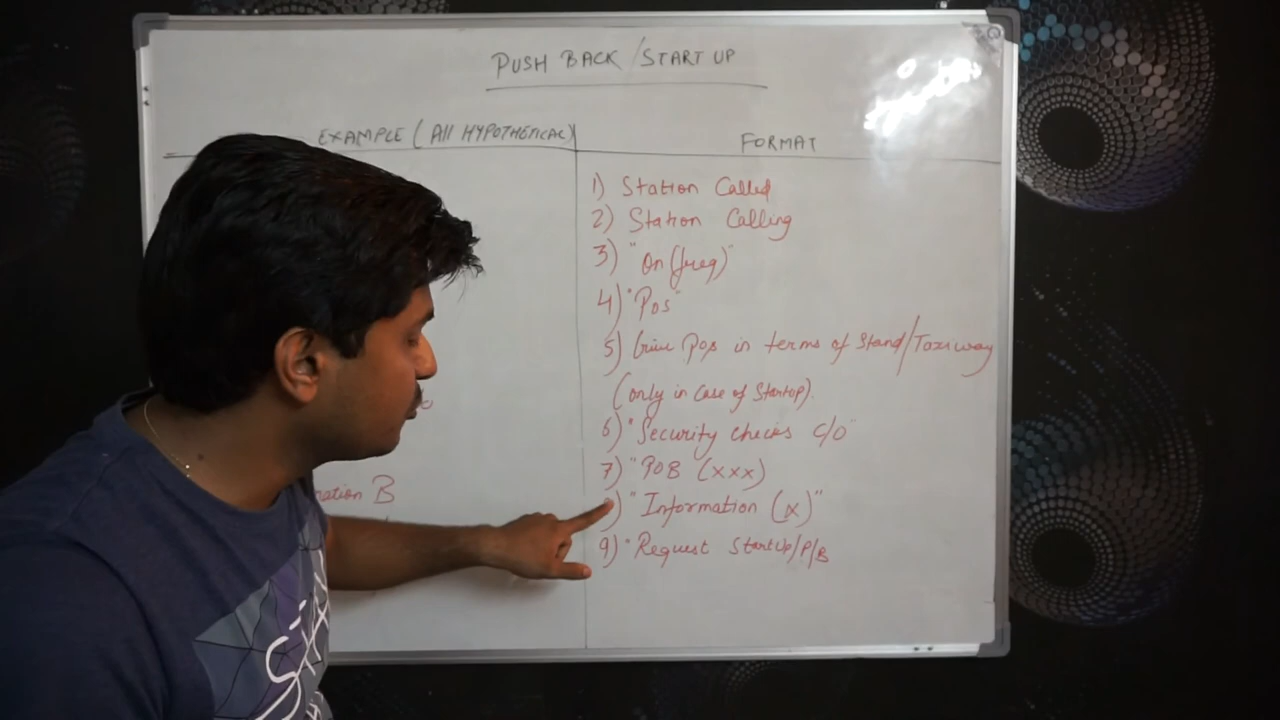 PUSH BACK / START UP
EXAMPLE ( All HYPOTHETICAL)
FORMAT
1) Station Called
2) Station Calling
3) "On (freq)"
4) "Pos"
5) Give Pos in terms of Stand/Taxiway
(only in case of Startup).
6) "Security checks C/O"
7) "POB (xxx)
) "Information (x)"
9) "Request StartUp/P/B
mation B